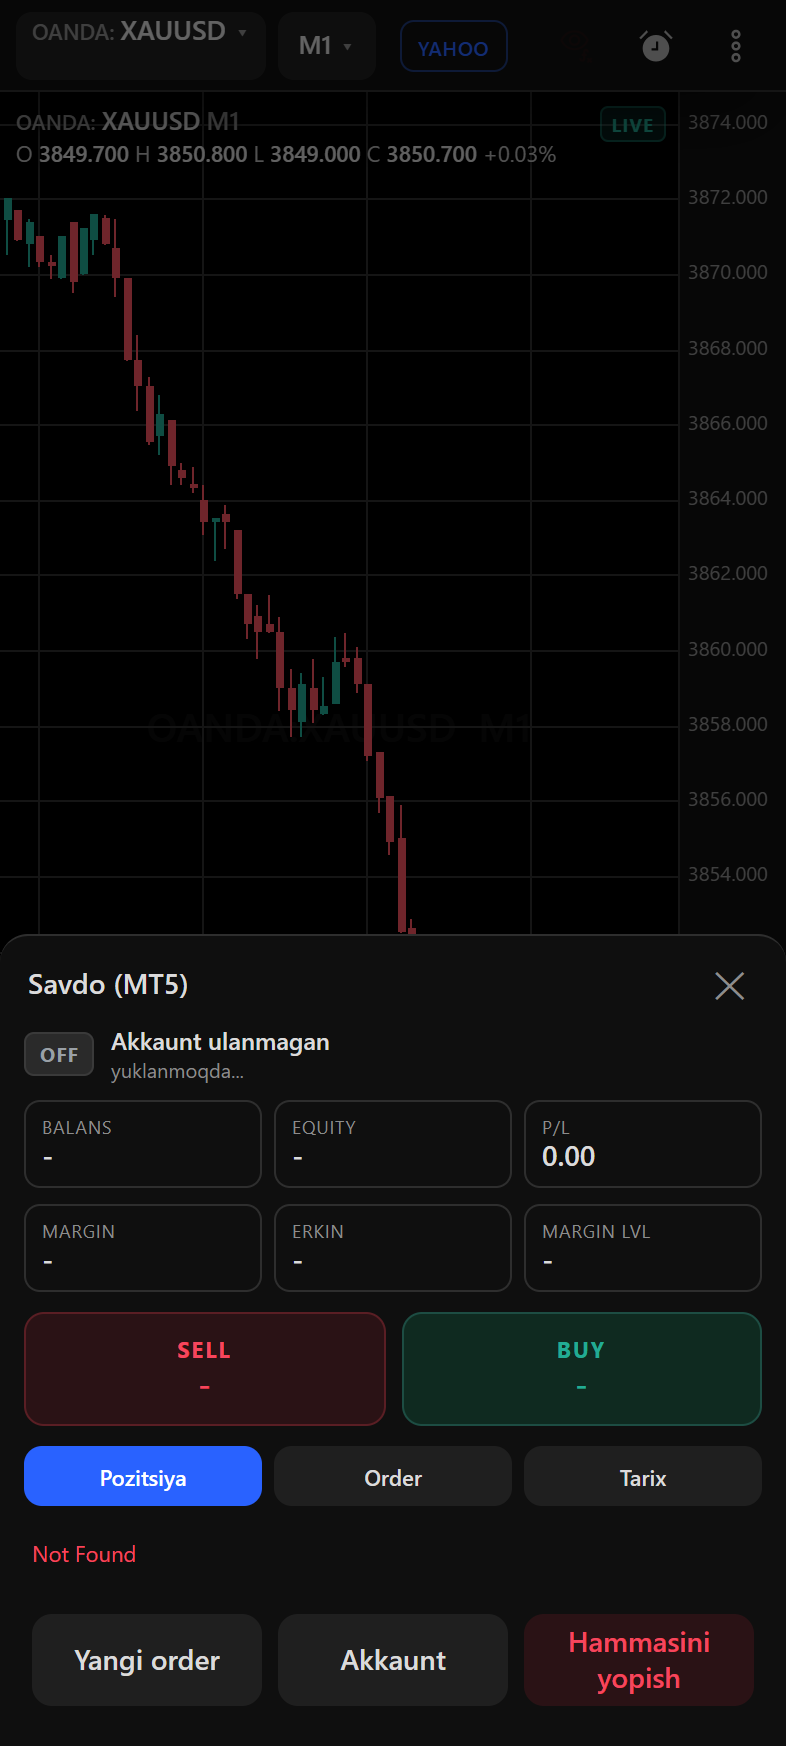 OANDA: XAUUSD ▾
M1 ▾
YAHOO
OANDA: XAUUSD M1
LIVE
O 3849.700 H 3850.800 L 3849.000 C 3850.700 +0.03%
3874.000
3872.000
3870.000
3868.000
3866.000
3864.000
3862.000
3860.000
3858.000
3856.000
3854.000
OANDA:XAUUSD M1
Savdo (MT5)
OFF
Akkaunt ulanmagan
yuklanmoqda...
BALANS
-
EQUITY
-
P/L
0.00
MARGIN
-
ERKIN
-
MARGIN LVL
-
SELL
-
BUY
-
Pozitsiya
Order
Tarix
Not Found
Yangi order
Akkaunt
Hammasini
yopish